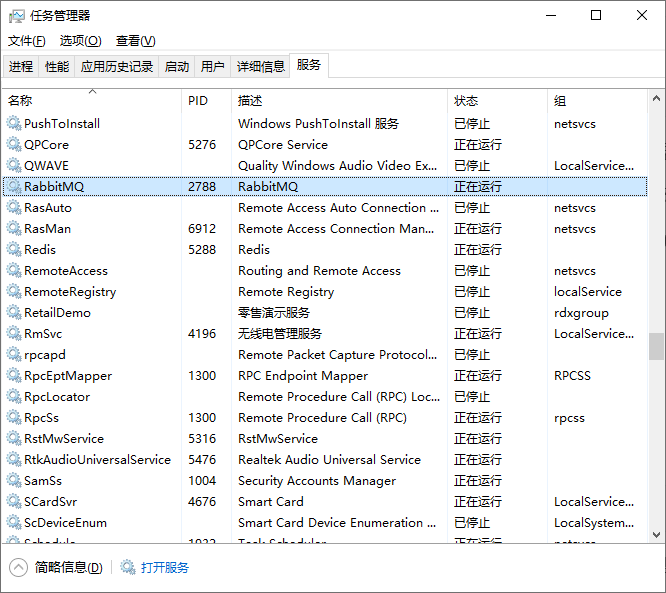 任务管理器
文件(F) 选项(O) 查看(V)
进程 性能 应用历史记录 启动 用户 详细信息 服务
名称 PID 描述 状态 组
PushToInstall Windows PushToInstall 服务 已停止 netsvcs
QPCore 5276 QPCore Service 正在运行
QWAVE Quality Windows Audio Video Ex... 已停止 LocalService...
RabbitMQ 2788 RabbitMQ 正在运行
RasAuto Remote Access Auto Connection ... 已停止 netsvcs
RasMan 6912 Remote Access Connection Man... 正在运行 netsvcs
Redis 5288 Redis 正在运行
RemoteAccess Routing and Remote Access 已停止 netsvcs
RemoteRegistry Remote Registry 已停止 localService
RetailDemo 零售演示服务 已停止 rdxgroup
RmSvc 4196 无线电管理服务 正在运行 LocalService...
rpcapd Remote Packet Capture Protocol... 已停止
RpcEptMapper 1300 RPC Endpoint Mapper 正在运行 RPCSS
RpcLocator Remote Procedure Call (RPC) Loc... 已停止
RpcSs 1300 Remote Procedure Call (RPC) 正在运行 rpcss
RstMwService 5316 RstMwService 正在运行
RtkAudioUniversalService 5476 Realtek Audio Universal Service 正在运行
SamSs 1004 Security Accounts Manager 正在运行
SCardSvr 4676 Smart Card 正在运行 LocalService...
ScDeviceEnum Smart Card Device Enumeration ... 已停止 LocalSystem...
Schedule Task Scheduler 正在运行 netsvcs
简略信息(D) 打开服务